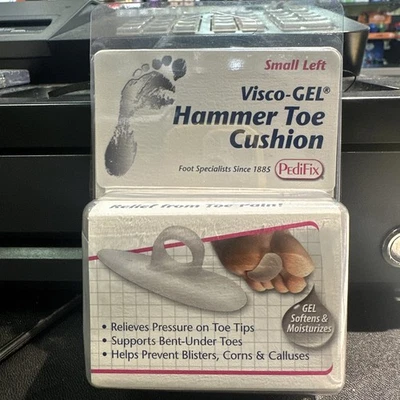 Small Left
Visco-GEL®
Hammer Toe
Cushion
Foot Specialists Since 1885 PediFix
Relief from Toe Pain!
GEL
Softens &
Moisturizes
• Relieves Pressure on Toe Tips
• Supports Bent-Under Toes
• Helps Prevent Blisters, Corns & Calluses